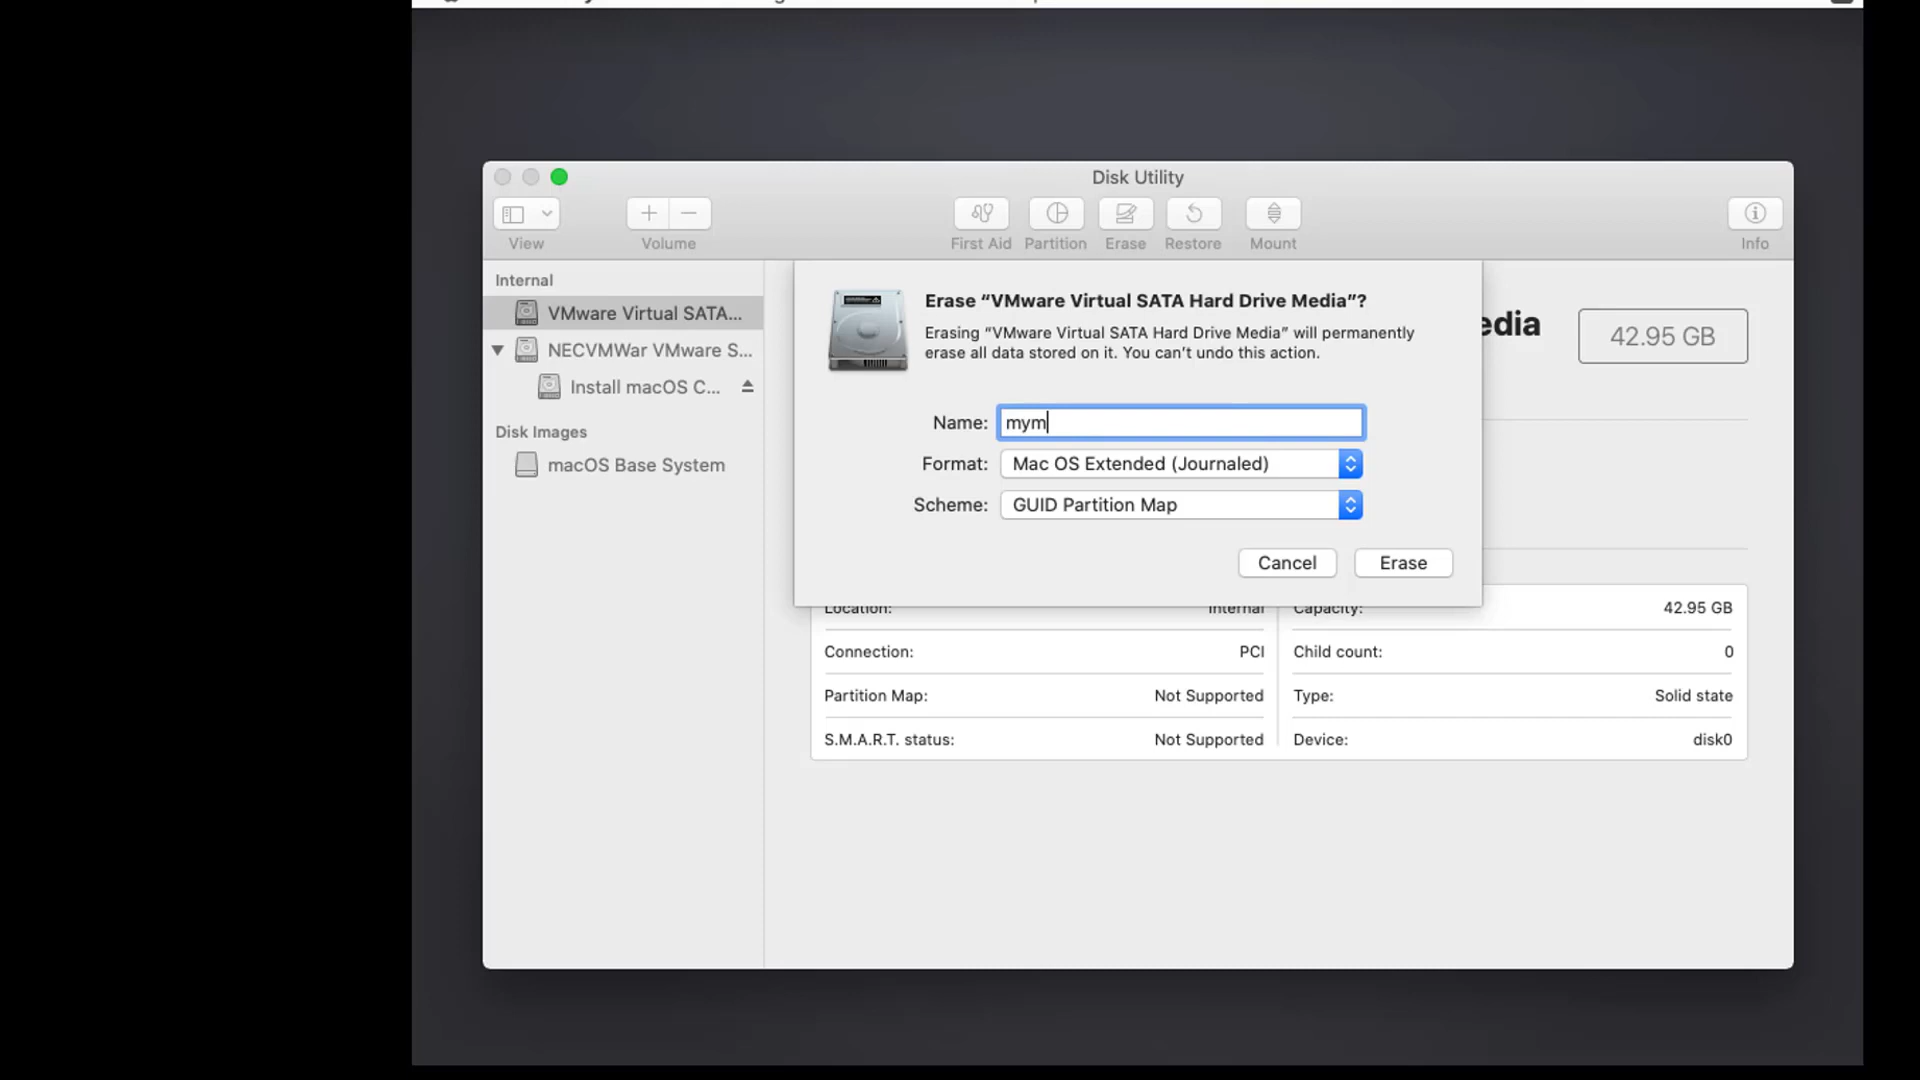 Disk Utility
View
Volume
First Aid
Partition
Erase
Restore
Mount
Info
Internal
VMware Virtual SATA...
NECVMWar VMware S...
Install macOS C...
Disk Images
macOS Base System
Erase “VMware Virtual SATA Hard Drive Media”?
Erasing “VMware Virtual SATA Hard Drive Media” will permanently
erase all data stored on it. You can’t undo this action.
edia
42.95 GB
Name: mym
Format: Mac OS Extended (Journaled)
Scheme: GUID Partition Map
Cancel
Erase
Location: Internal
Capacity: 42.95 GB
Connection: PCI
Child count: 0
Partition Map: Not Supported
Type: Solid state
S.M.A.R.T. status: Not Supported
Device: disk0